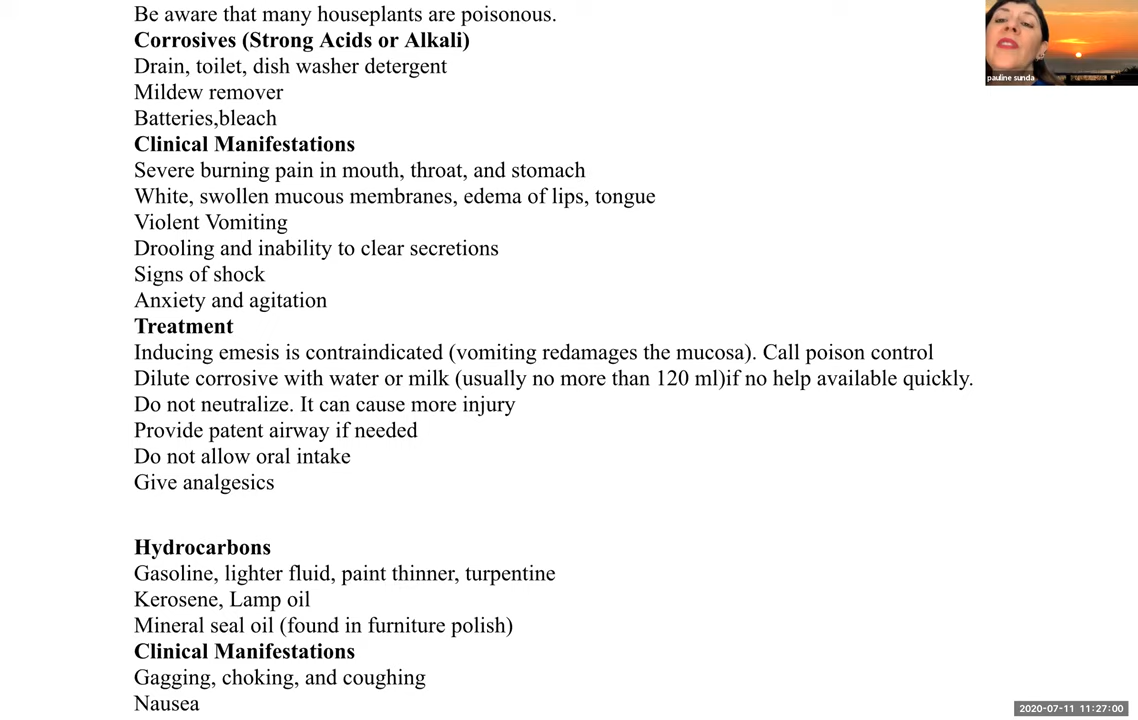 Be aware that many houseplants are poisonous.
Corrosives (Strong Acids or Alkali)
Drain, toilet, dish washer detergent
Mildew remover
Batteries,bleach
Clinical Manifestations
Severe burning pain in mouth, throat, and stomach
White, swollen mucous membranes, edema of lips, tongue
Violent Vomiting
Drooling and inability to clear secretions
Signs of shock
Anxiety and agitation
Treatment
Inducing emesis is contraindicated (vomiting redamages the mucosa). Call poison control
Dilute corrosive with water or milk (usually no more than 120 ml)if no help available quickly.
Do not neutralize. It can cause more injury
Provide patent airway if needed
Do not allow oral intake
Give analgesics
Hydrocarbons
Gasoline, lighter fluid, paint thinner, turpentine
Kerosene, Lamp oil
Mineral seal oil (found in furniture polish)
Clinical Manifestations
Gagging, choking, and coughing
Nausea
pauline sunda
2020-07-11 11:27:00